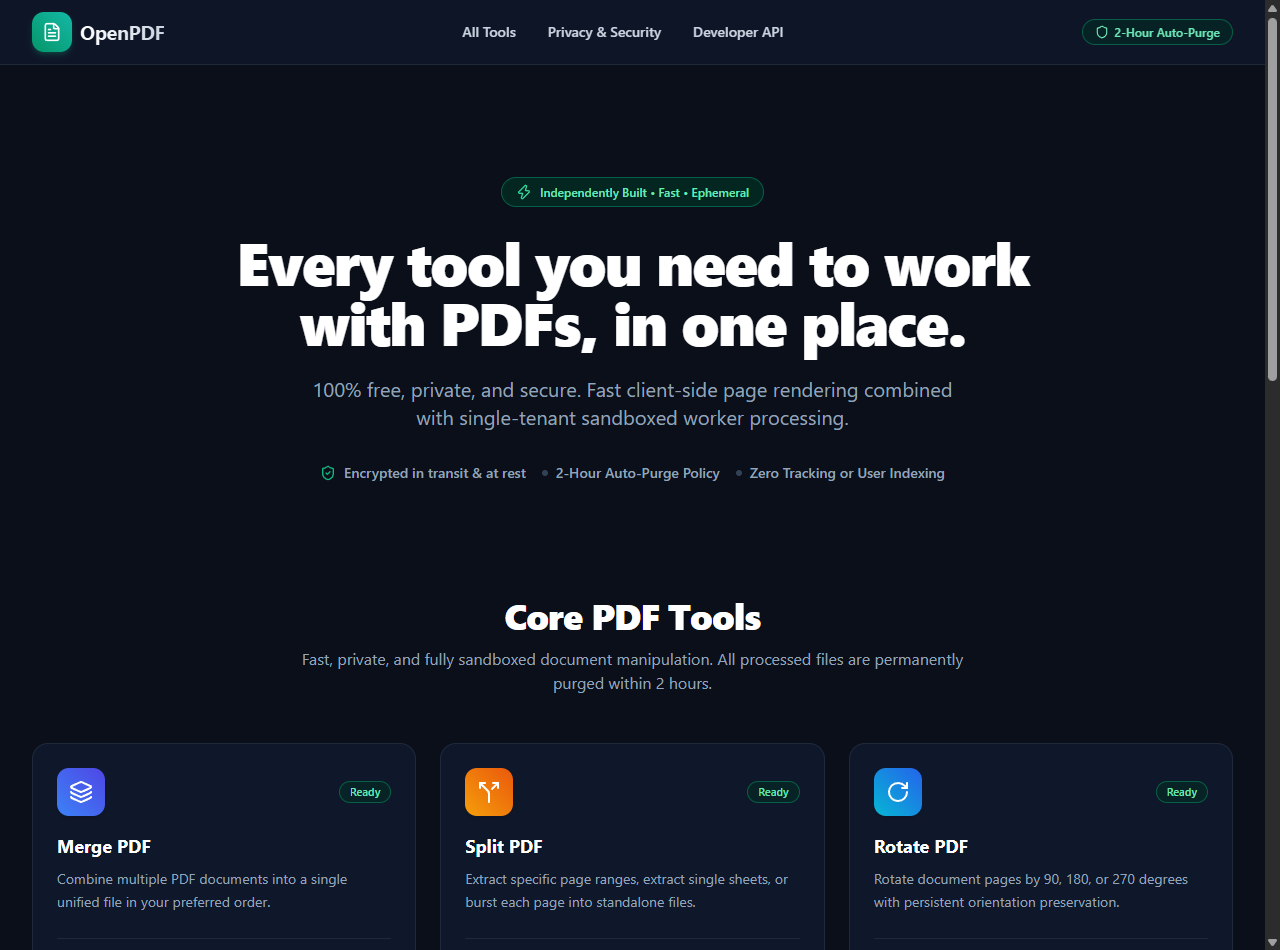 OpenPDF
All Tools
Privacy & Security
Developer API
2-Hour Auto-Purge
Independently Built • Fast • Ephemeral
Every tool you need to work
with PDFs, in one place.
100% free, private, and secure. Fast client-side page rendering combined
with single-tenant sandboxed worker processing.
Encrypted in transit & at rest • 2-Hour Auto-Purge Policy • Zero Tracking or User Indexing
Core PDF Tools
Fast, private, and fully sandboxed document manipulation. All processed files are permanently
purged within 2 hours.
Ready
Merge PDF
Combine multiple PDF documents into a single
unified file in your preferred order.
Ready
Split PDF
Extract specific page ranges, extract single sheets, or
burst each page into standalone files.
Ready
Rotate PDF
Rotate document pages by 90, 180, or 270 degrees
with persistent orientation preservation.